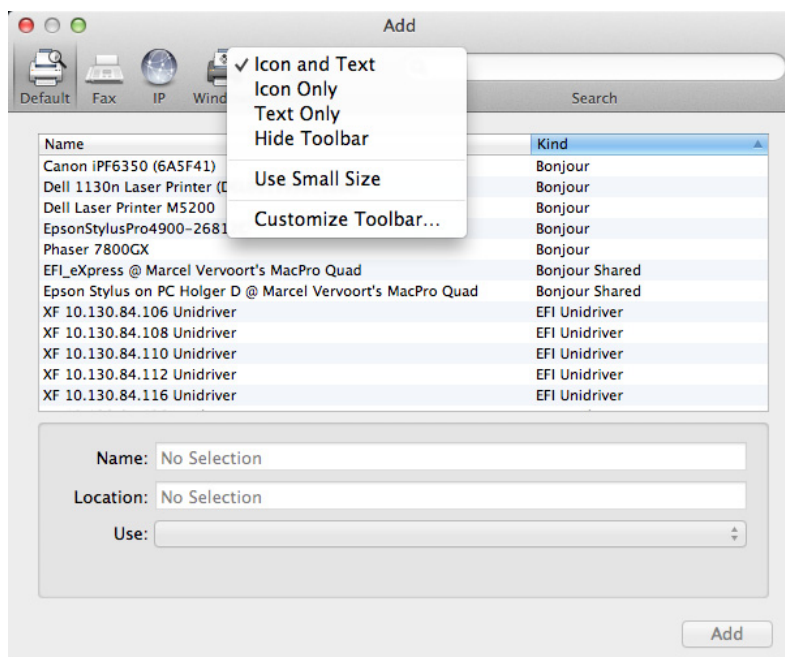 Add
Default Fax IP Wind
Search
✓ Icon and Text
Icon Only
Text Only
Hide Toolbar
Use Small Size
Customize Toolbar...
Name Kind
Canon iPF6350 (6A5F41) Bonjour
Dell 1130n Laser Printer (D Bonjour
Dell Laser Printer M5200 Bonjour
EpsonStylusPro4900-2681 Bonjour
Phaser 7800GX Bonjour
EFI_eXpress @ Marcel Vervoort's MacPro Quad Bonjour Shared
Epson Stylus on PC Holger D @ Marcel Vervoort's MacPro Quad Bonjour Shared
XF 10.130.84.106 Unidriver EFI Unidriver
XF 10.130.84.108 Unidriver EFI Unidriver
XF 10.130.84.110 Unidriver EFI Unidriver
XF 10.130.84.112 Unidriver EFI Unidriver
XF 10.130.84.116 Unidriver EFI Unidriver
Name: No Selection
Location: No Selection
Use:
Add